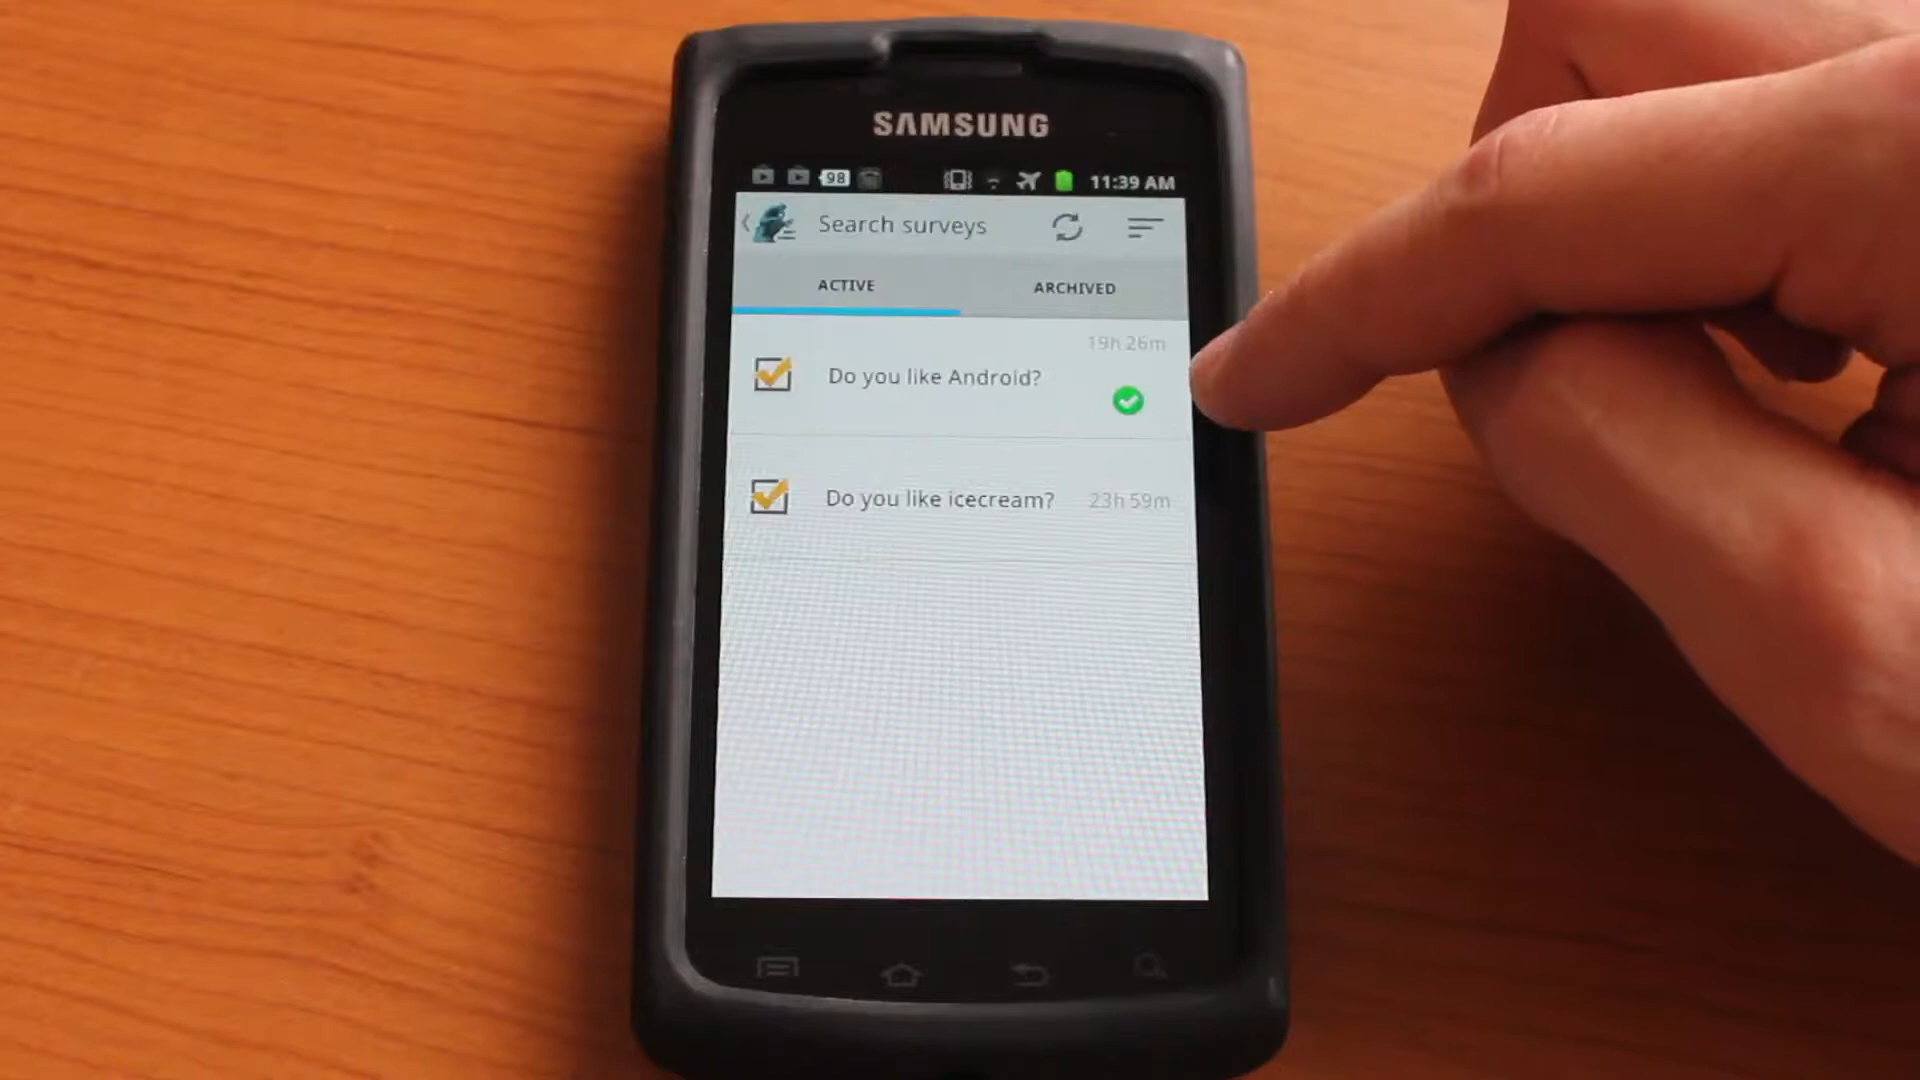 SAMSUNG
98 11:39 AM
Search surveys
ACTIVE ARCHIVED
19h 26m
Do you like Android?
Do you like icecream? 23h 59m